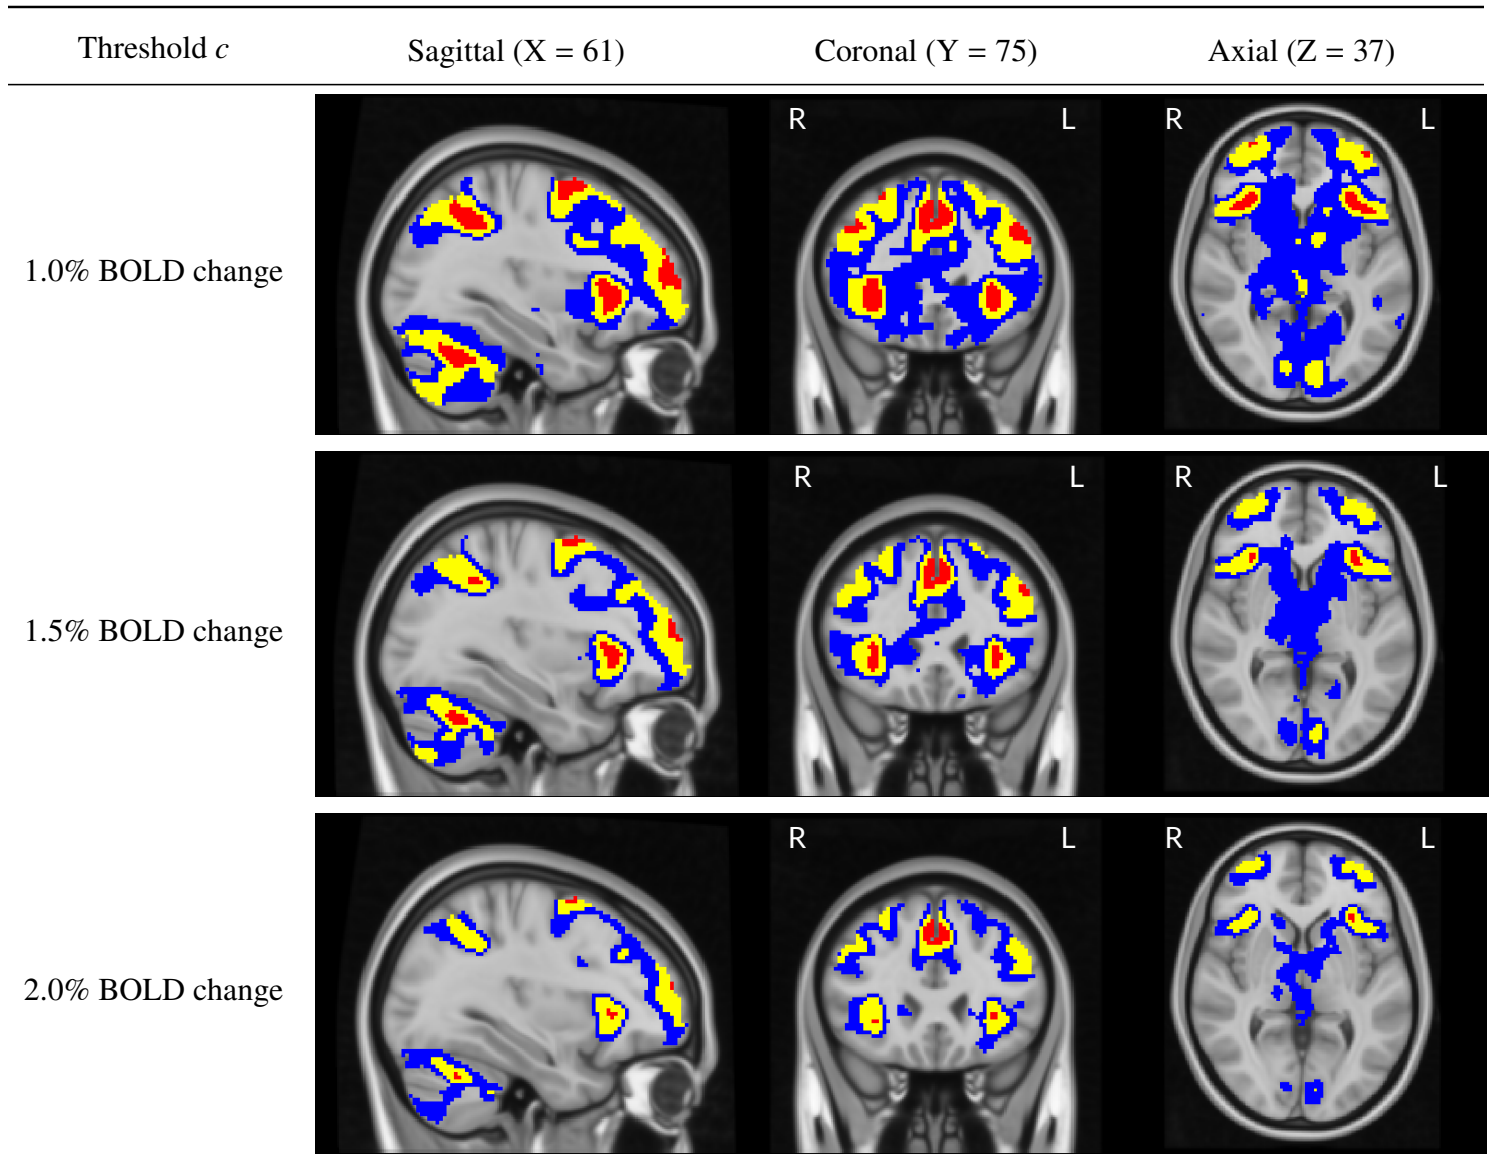 Threshold c Sagittal (X = 61) Coronal (Y = 75) Axial (Z = 37)
R L R L
1.0% BOLD change
R L R L
1.5% BOLD change
R L R L
2.0% BOLD change